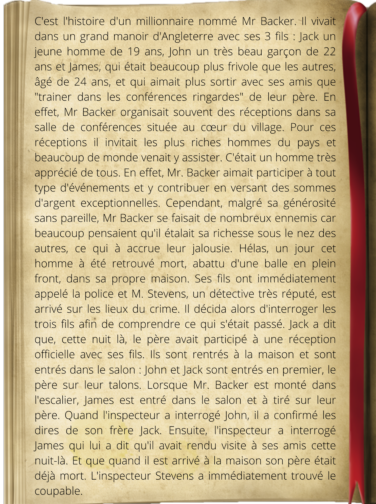 C'est l'histoire d'un millionnaire nommé Mr Backer. Il vivait
dans un grand manoir d'Angleterre avec ses 3 fils : Jack un
jeune homme de 19 ans, John un très beau garçon de 22
ans et James, qui était beaucoup plus frivole que les autres,
âgé de 24 ans, et qui aimait plus sortir avec ses amis que
"trainer dans les conférences ringardes" de leur père. En
effet, Mr Backer organisait souvent des réceptions dans sa
salle de conférences située au cœur du village. Pour ces
réceptions il invitait les plus riches hommes du pays et
beaucoup de monde venait y assister. C'était un homme très
apprécié de tous. En effet, Mr. Backer aimait participer à tout
type d'événements et y contribuer en versant des sommes
d'argent exceptionnelles. Cependant, malgré sa générosité
sans pareille, Mr Backer se faisait de nombreux ennemis car
beaucoup pensaient qu'il étalait sa richesse sous le nez des
autres, ce qui à accrue leur jalousie. Hélas, un jour cet
homme à été retrouvé mort, abattu d'une balle en plein
front, dans sa propre maison. Ses fils ont immédiatement
appelé la police et M. Stevens, un détective très réputé, est
arrivé sur les lieux du crime. Il décida alors d'interroger les
trois fils afin de comprendre ce qui s'était passé. Jack a dit
que, cette nuit là, le père avait participé à une réception
officielle avec ses fils. Ils sont rentrés à la maison et sont
entrés dans le salon : John et Jack sont entrés en premier, le
père sur leur talons. Lorsque Mr. Backer est monté dans
l'escalier, James est entré dans le salon et à tiré sur leur
père. Quand l'inspecteur a interrogé John, il a confirmé les
dires de son frère Jack. Ensuite, l'inspecteur a interrogé
James qui lui a dit qu'il avait rendu visite à ses amis cette
nuit-là. Et que quand il est arrivé à la maison son père était
déjà mort. L'inspecteur Stevens a immédiatement trouvé le
coupable.